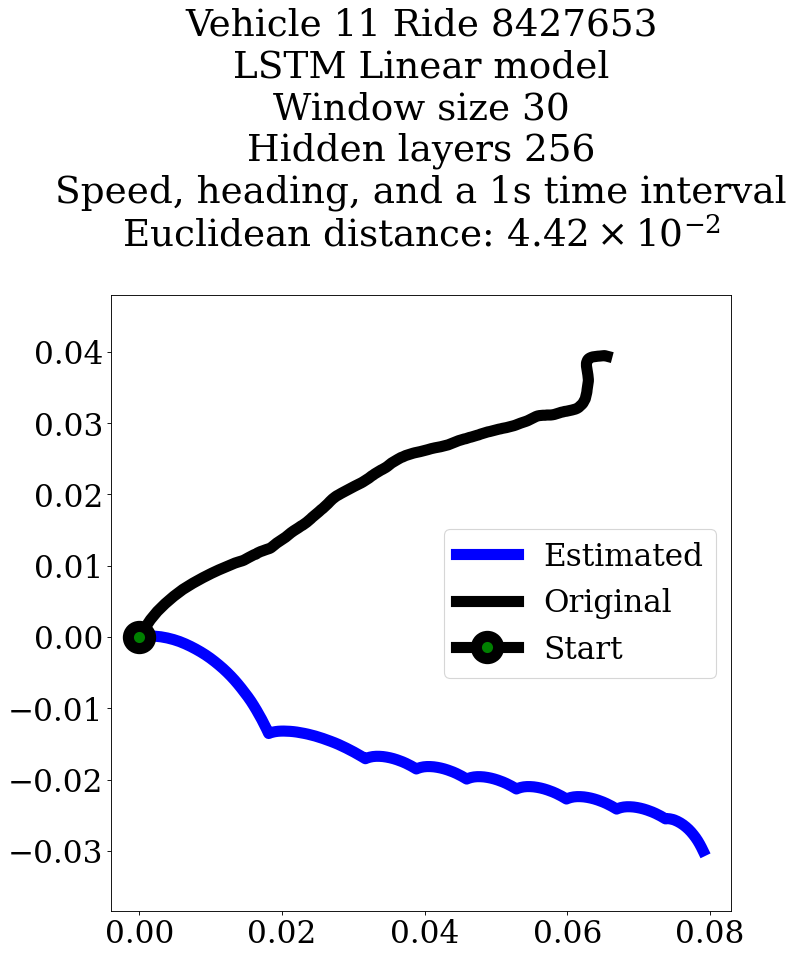 Vehicle 11 Ride 8427653
LSTM Linear model
Window size 30
Hidden layers 256
Speed, heading, and a 1s time interval
Euclidean distance: 4.42 × 10⁻²
0.04
0.03
0.02
0.01
0.00
−0.01
−0.02
−0.03
Estimated
Original
Start
0.00 0.02 0.04 0.06 0.08